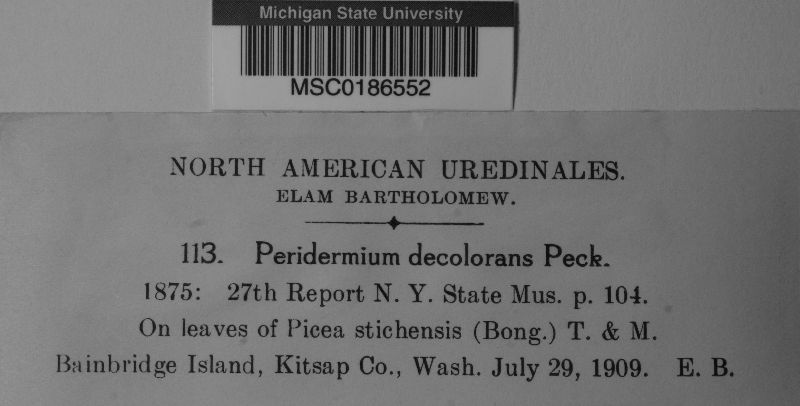 Michigan State University
MSC0186552
NORTH AMERICAN UREDINALES.
ELAM BARTHOLOMEW.
113. Peridermium decolorans Peck.
1875: 27th Report N. Y. State Mus. p. 104.
On leaves of Picea stichensis (Bong.) T. & M.
Bainbridge Island, Kitsap Co., Wash. July 29, 1909. E. B.